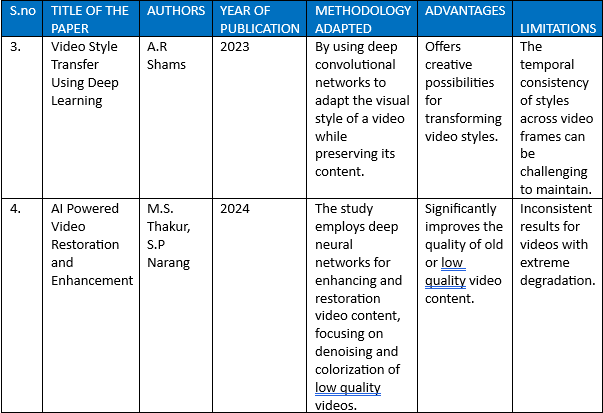 S.no
TITLE OF THE
PAPER
AUTHORS
YEAR OF
PUBLICATION
METHODOLOGY
ADAPTED
ADVANTAGES
LIMITATIONS
3.
Video Style
Transfer
Using Deep
Learning
A.R
Shams
2023
By using deep
convolutional
networks to
adapt the visual
style of a video
while
preserving its
content.
Offers
creative
possibilities
for
transforming
video styles.
The
temporal
consistency
of styles
across video
frames can
be
challenging
to maintain.
4.
AI Powered
Video
Restoration
and
Enhancement
M.S.
Thakur,
S.P
Narang
2024
The study
employs deep
neural
networks for
enhancing and
restoration
video content,
focusing on
denoising and
colorization of
low quality
videos.
Significantly
improves the
quality of old
or low
quality video
content.
Inconsistent
results for
videos with
extreme
degradation.